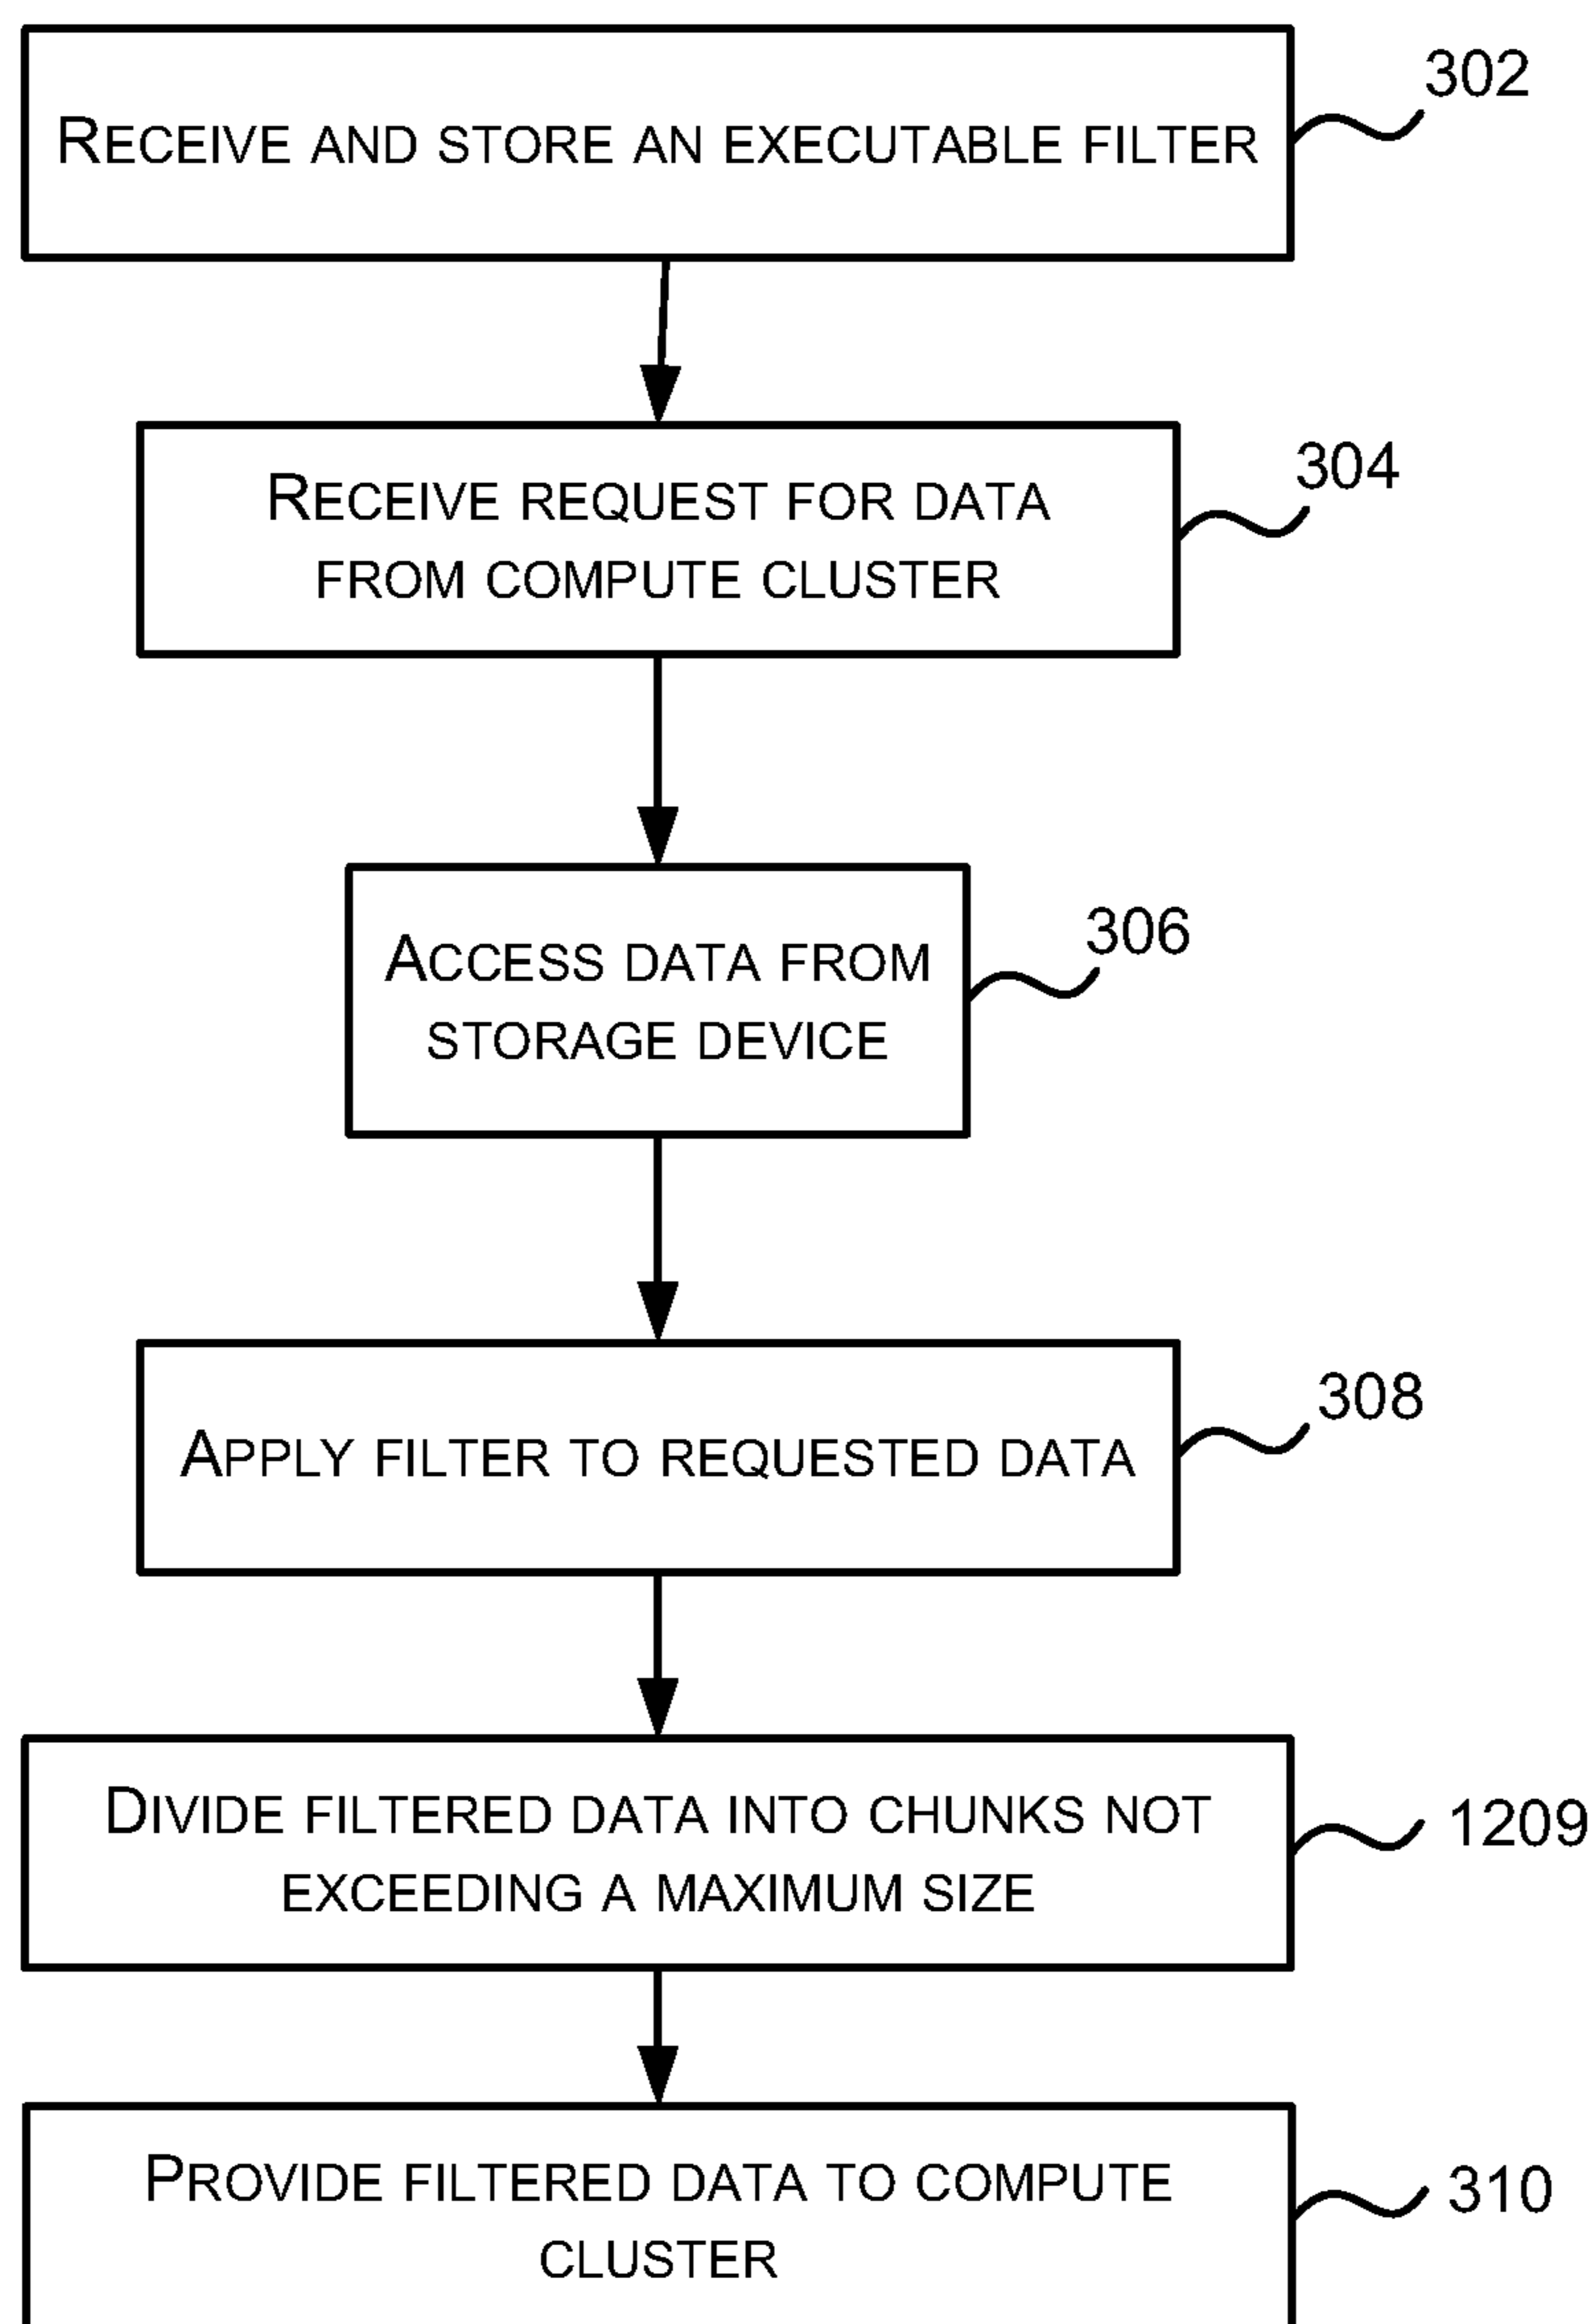 RECEIVE AND STORE AN EXECUTABLE FILTER
302
RECEIVE REQUEST FOR DATA
FROM COMPUTE CLUSTER
304
ACCESS DATA FROM
STORAGE DEVICE
306
APPLY FILTER TO REQUESTED DATA
308
DIVIDE FILTERED DATA INTO CHUNKS NOT
EXCEEDING A MAXIMUM SIZE
1209
PROVIDE FILTERED DATA TO COMPUTE
CLUSTER
310